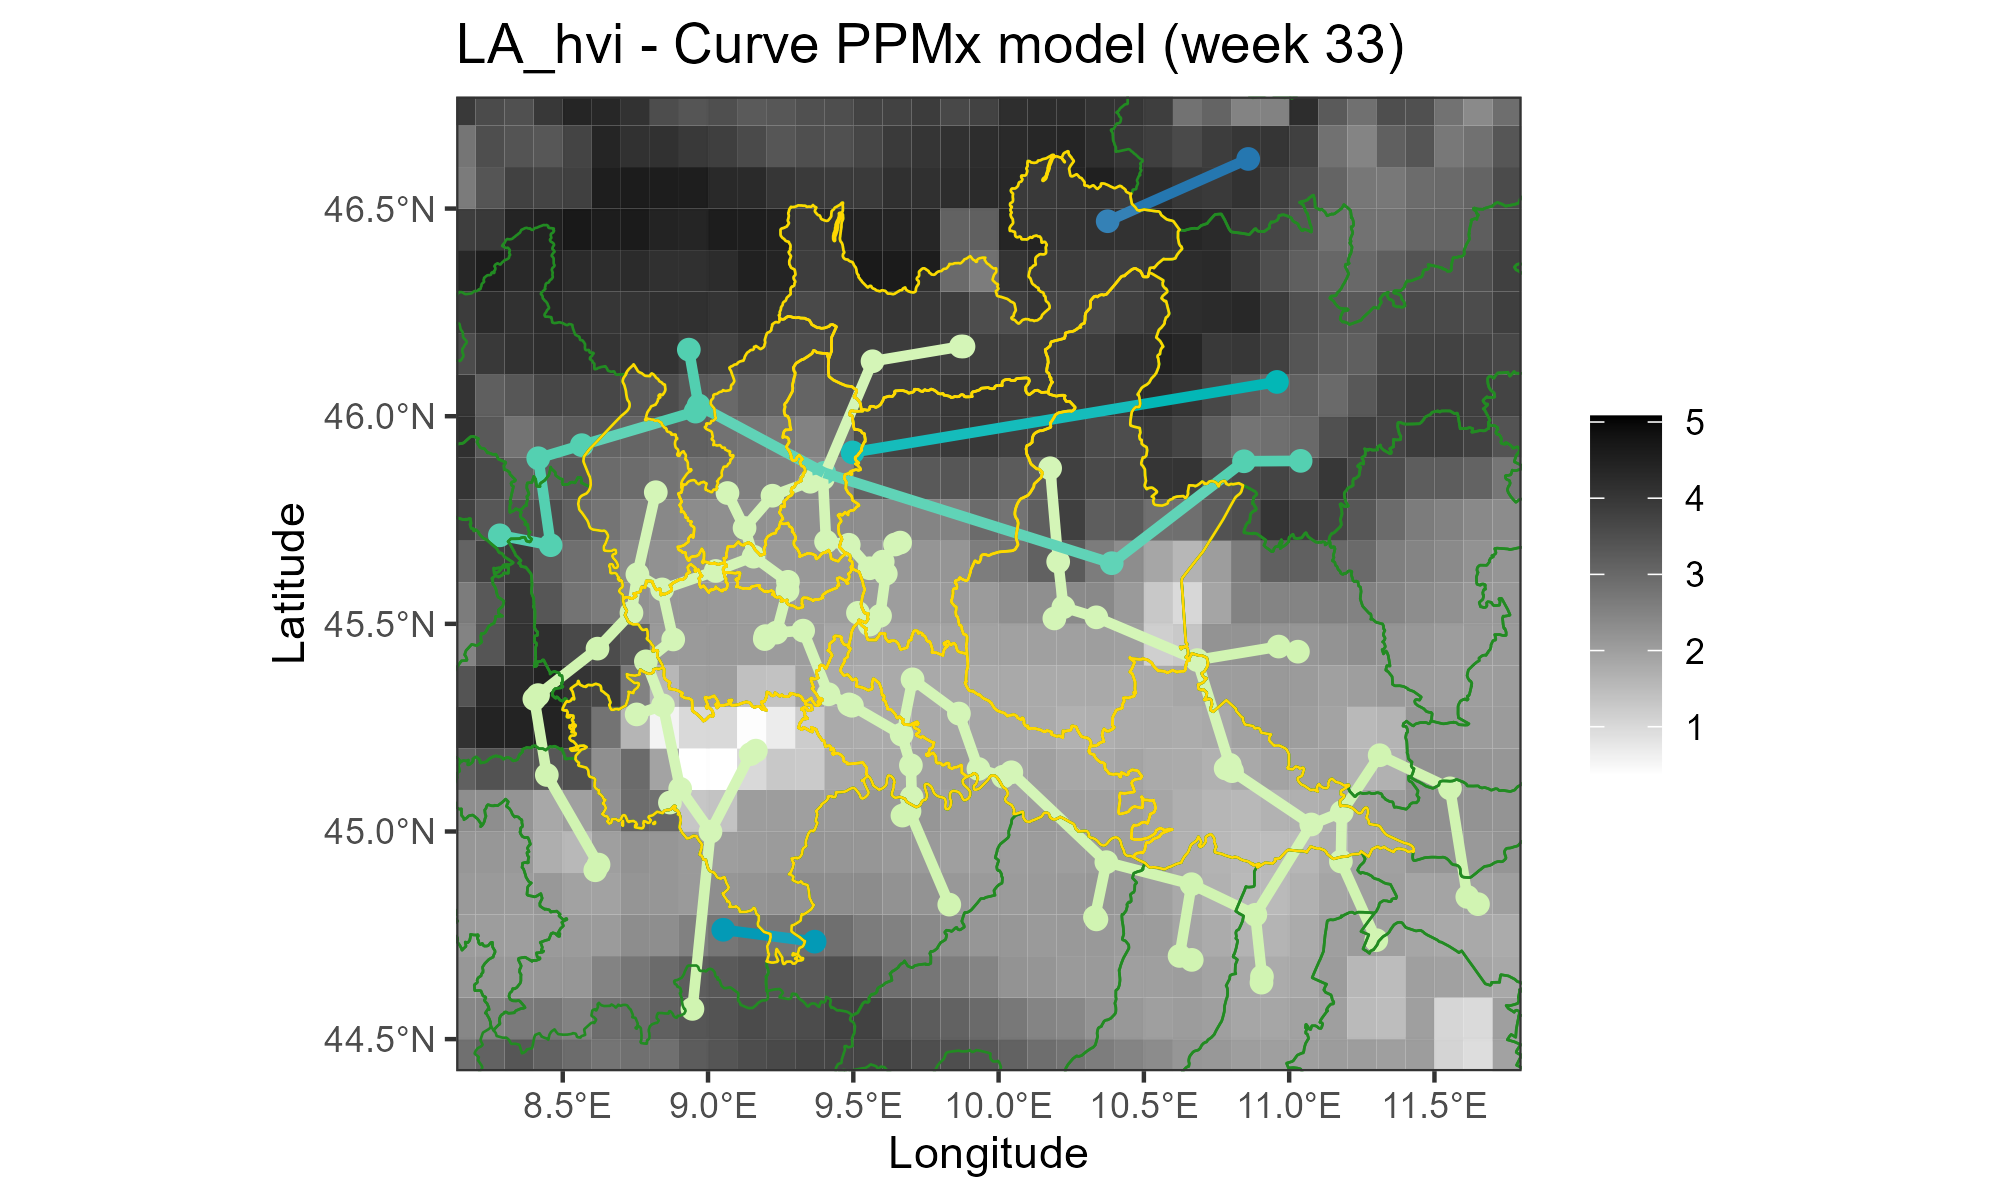 LA_hvi - Curve PPMx model (week 33)
46.5°N
46.0°N
45.5°N
45.0°N
44.5°N
Latitude
8.5°E 9.0°E 9.5°E 10.0°E 10.5°E 11.0°E 11.5°E
Longitude
5
4
3
2
1